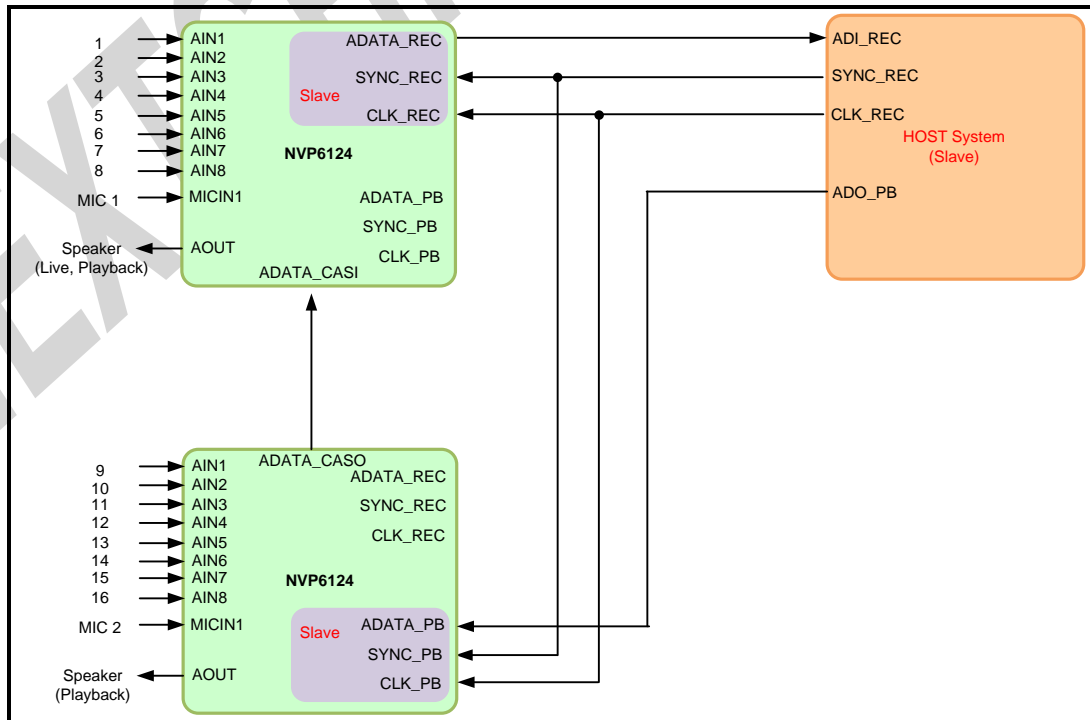 1
2
3
4
5
6
7
8
MIC 1
Speaker
(Live, Playback)
AIN1
AIN2
AIN3
AIN4
AIN5
AIN6
AIN7
AIN8
MICIN1
AOUT
ADATA_REC
SYNC_REC
Slave
CLK_REC
NVP6124
ADATA_PB
SYNC_PB
CLK_PB
ADATA_CASI
ADI_REC
SYNC_REC
CLK_REC
HOST System
(Slave)
ADO_PB
9
10
11
12
13
14
15
16
MIC 2
Speaker
(Playback)
AIN1
AIN2
AIN3
AIN4
AIN5
AIN6
AIN7
AIN8
MICIN1
AOUT
ADATA_CASO
ADATA_REC
SYNC_REC
CLK_REC
NVP6124
Slave
ADATA_PB
SYNC_PB
CLK_PB